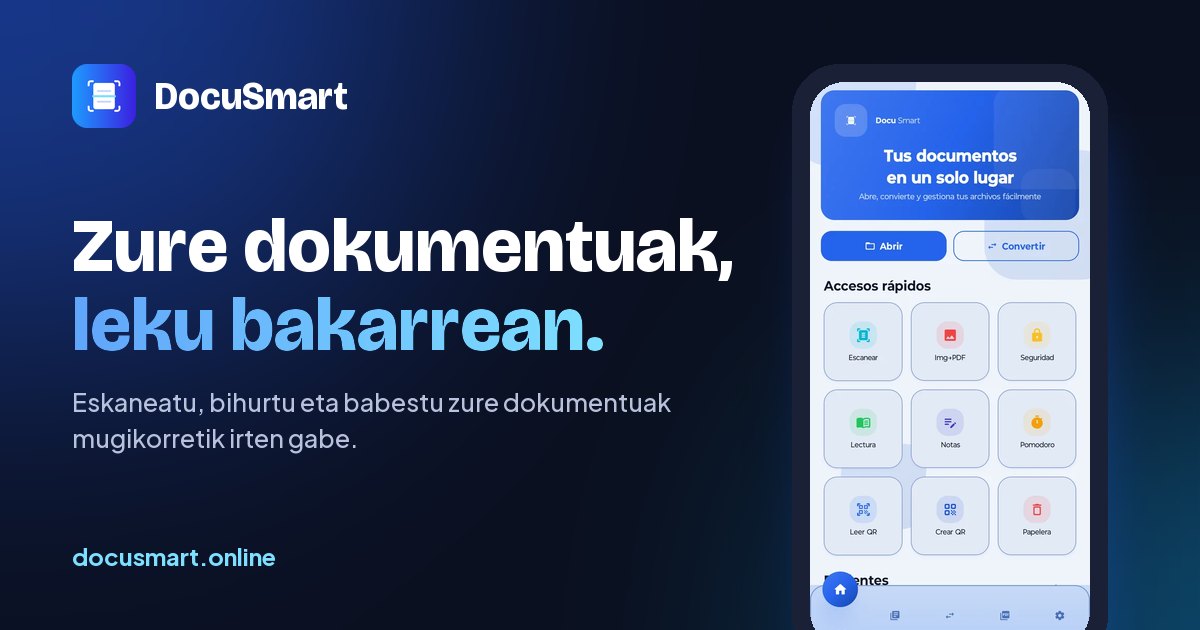 DocuSmart
Zure dokumentuak,
leku bakarrean.
Eskaneatu, bihurtu eta babestu zure dokumentuak
mugikorretik irten gabe.
docusmart.online
Docu Smart
Tus documentos
en un solo lugar
Abre, convierte y gestiona tus archivos fácilmente
Abrir Convertir
Accesos rápidos
Escanear Img→PDF Seguridad
Lectura Notas Pomodoro
Leer QR Crear QR Papelera